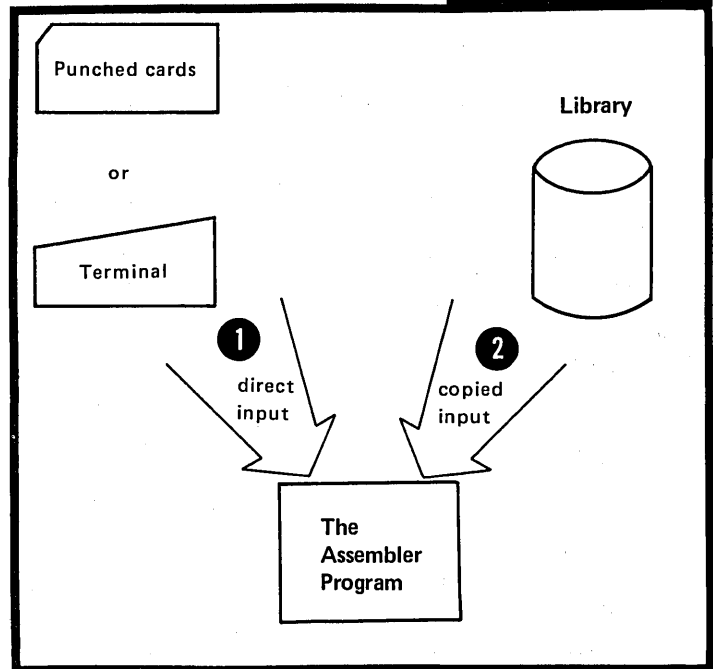 Punched cards
or
Terminal
Library
1
direct
input
2
copied
input
The
Assembler
Program